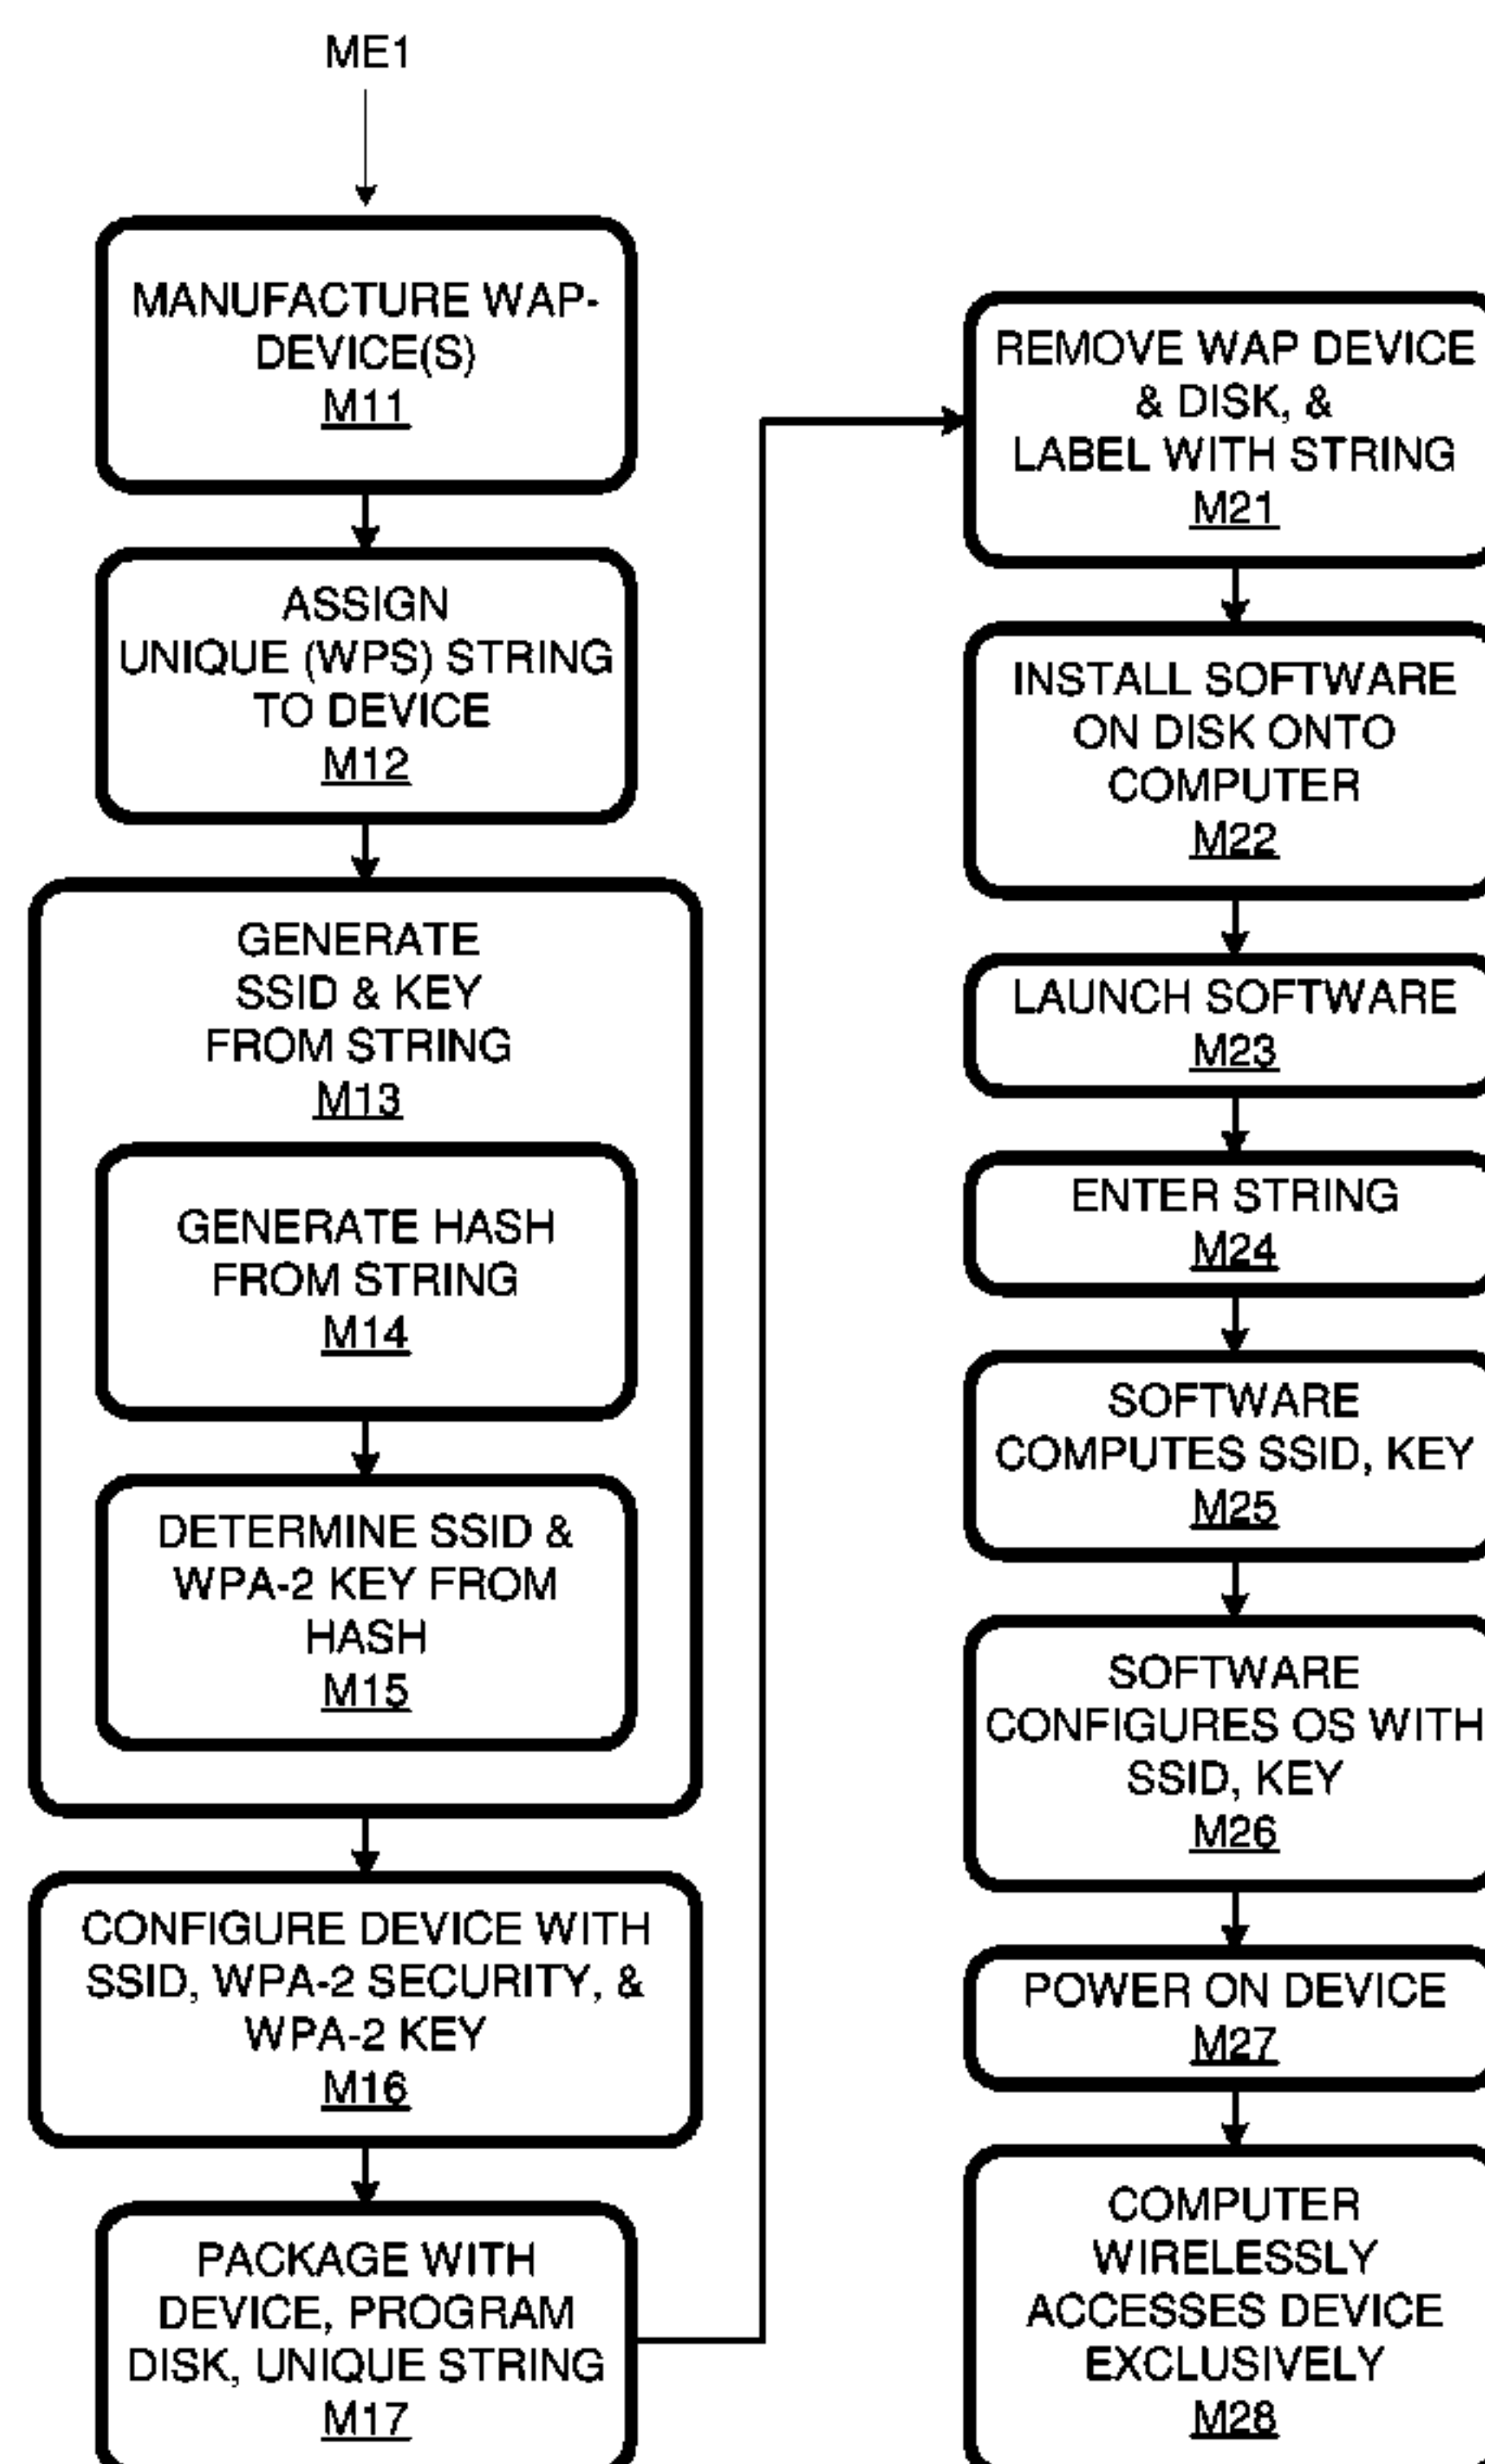 ME1
MANUFACTURE WAP-
DEVICE(S)
M11
ASSIGN
UNIQUE (WPS) STRING
TO DEVICE
M12
GENERATE
SSID & KEY
FROM STRING
M13
GENERATE HASH
FROM STRING
M14
DETERMINE SSID &
WPA-2 KEY FROM
HASH
M15
CONFIGURE DEVICE WITH
SSID, WPA-2 SECURITY, &
WPA-2 KEY
M16
PACKAGE WITH
DEVICE, PROGRAM
DISK, UNIQUE STRING
M17
REMOVE WAP DEVICE
& DISK, &
LABEL WITH STRING
M21
INSTALL SOFTWARE
ON DISK ONTO
COMPUTER
M22
LAUNCH SOFTWARE
M23
ENTER STRING
M24
SOFTWARE
COMPUTES SSID, KEY
M25
SOFTWARE
CONFIGURES OS WITH
SSID, KEY
M26
POWER ON DEVICE
M27
COMPUTER
WIRELESSLY
ACCESSES DEVICE
EXCLUSIVELY
M28